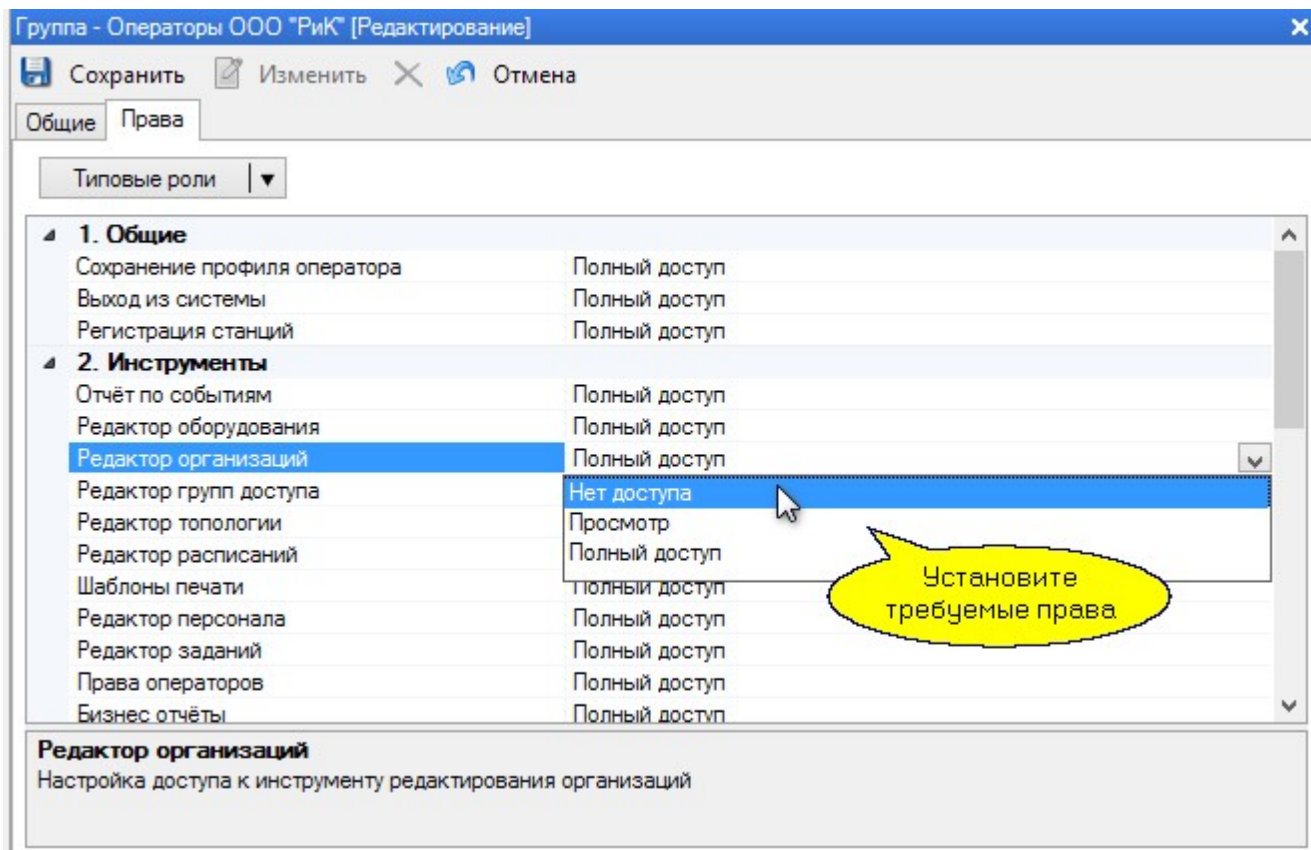 Группа - Операторы ООО "РиК" [Редактирование]
Сохранить Изменить Отмена
Общие Права
Типовые роли
1. Общие
Сохранение профиля оператора Полный доступ
Выход из системы Полный доступ
Регистрация станций Полный доступ
2. Инструменты
Отчёт по событиям Полный доступ
Редактор оборудования Полный доступ
Редактор организаций Полный доступ
Редактор групп доступа Нет доступа
Редактор топологии Просмотр
Редактор расписаний Полный доступ
Шаблоны печати Полный доступ
Установите
требуемые права
Редактор персонала Полный доступ
Редактор заданий Полный доступ
Права операторов Полный доступ
Бизнес отчёты Полный доступ
Редактор организаций
Настройка доступа к инструменту редактирования организаций